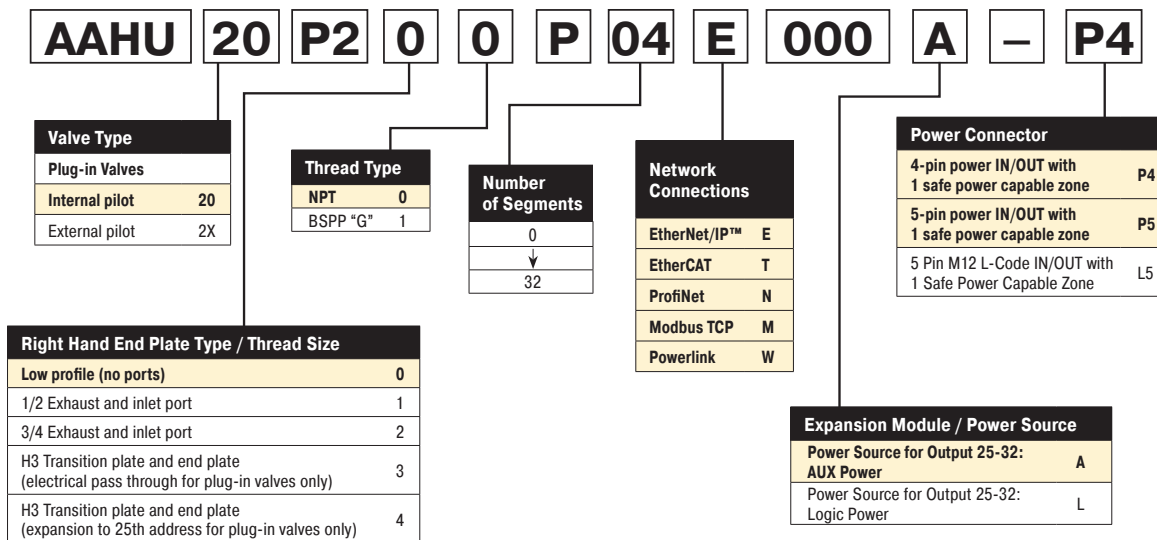 AAHU 20 P2 0 0 P 04 E 000 A – P4
Valve Type
Plug-in Valves
Internal pilot 20
External pilot 2X
Thread Type
NPT 0
BSPP “G” 1
Number
of Segments
0
32
Network
Connections
EtherNet/IP™ E
EtherCAT T
ProfiNet N
Modbus TCP M
Powerlink W
Power Connector
4-pin power IN/OUT with
1 safe power capable zone P4
5-pin power IN/OUT with
1 safe power capable zone P5
5 Pin M12 L-Code IN/OUT with
1 Safe Power Capable Zone L5
Right Hand End Plate Type / Thread Size
Low profile (no ports) 0
1/2 Exhaust and inlet port 1
3/4 Exhaust and inlet port 2
H3 Transition plate and end plate
(electrical pass through for plug-in valves only) 3
H3 Transition plate and end plate
(expansion to 25th address for plug-in valves only) 4
Expansion Module / Power Source
Power Source for Output 25-32:
AUX Power A
Power Source for Output 25-32:
Logic Power L